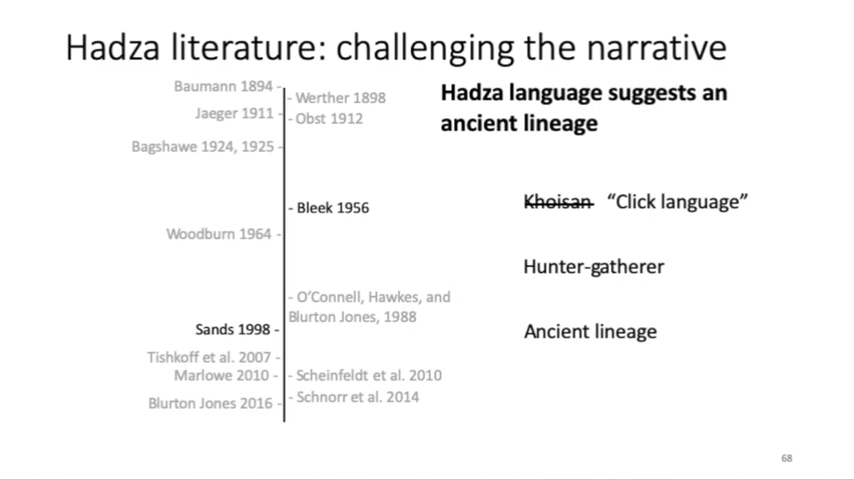 Hadza literature: challenging the narrative
Baumann 1894 -
- Werther 1898
Jaeger 1911 -
- Obst 1912
Bagshawe 1924, 1925 -
- Bleek 1956
Woodburn 1964 -
- O'Connell, Hawkes, and
Blurton Jones, 1988
Sands 1998 -
Tishkoff et al. 2007 -
Marlowe 2010 -
- Scheinfeldt et al. 2010
- Schnorr et al. 2014
Blurton Jones 2016 -
Hadza language suggests an
ancient lineage
Khoisan “Click language”
Hunter-gatherer
Ancient lineage
68